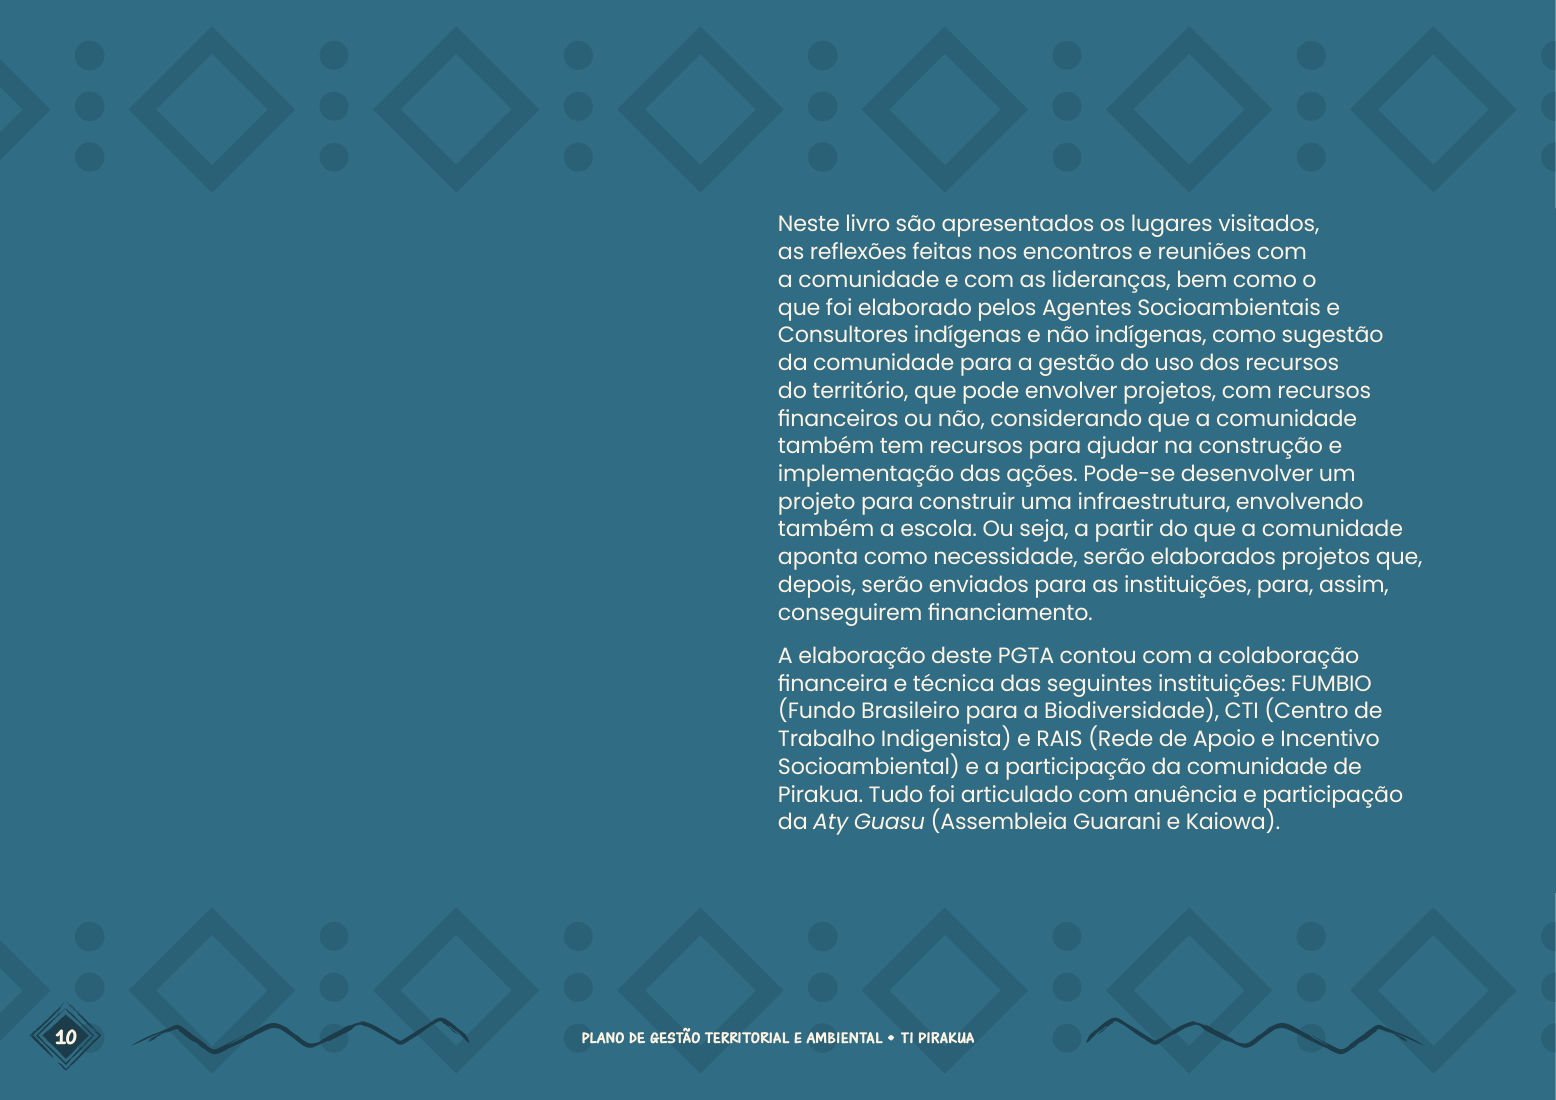 Neste livro são apresentados os lugares visitados,
as reflexões feitas nos encontros e reuniões com
a comunidade e com as lideranças, bem como o
que foi elaborado pelos Agentes Socioambientais e
Consultores indígenas e não indígenas, como sugestão
da comunidade para a gestão do uso dos recursos
do território, que pode envolver projetos, com recursos
financeiros ou não, considerando que a comunidade
também tem recursos para ajudar na construção e
implementação das ações. Pode-se desenvolver um
projeto para construir uma infraestrutura, envolvendo
também a escola. Ou seja, a partir do que a comunidade
aponta como necessidade, serão elaborados projetos que,
depois, serão enviados para as instituições, para, assim,
conseguirem financiamento.
A elaboração deste PGTA contou com a colaboração
financeira e técnica das seguintes instituições: FUMBIO
(Fundo Brasileiro para a Biodiversidade), CTI (Centro de
Trabalho Indigenista) e RAIS (Rede de Apoio e Incentivo
Socioambiental) e a participação da comunidade de
Pirakua. Tudo foi articulado com anuência e participação
da Aty Guasu (Assembleia Guarani e Kaiowa).
10
PLANO DE GESTÃO TERRITORIAL E AMBIENTAL • TI PIRAKUA